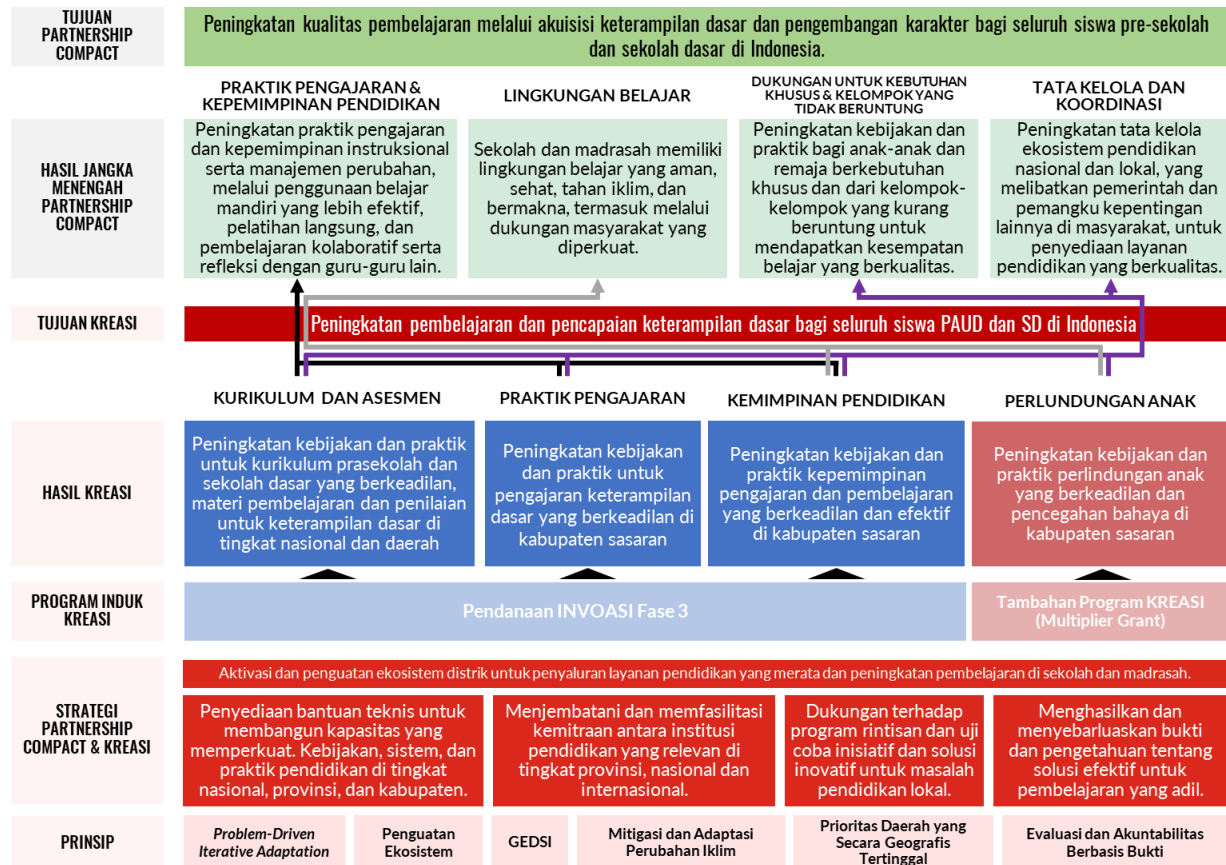 TUJUAN
PARTNERSHIP
COMPACT
Peningkatan kualitas pembelajaran melalui akuisisi keterampilan dasar dan pengembangan karakter bagi seluruh siswa pre-sekolah
dan sekolah dasar di Indonesia.
HASIL JANGKA
MENENGAH
PARTNERSHIP
COMPACT
PRAKTIK PENGAJARAN &
KEPEMIMPINAN PENDIDIKAN
Peningkatan praktik pengajaran
dan kepemimpinan instruksional
serta manajemen perubahan,
melalui penggunaan belajar
mandiri yang lebih efektif,
pelatihan langsung, dan
pembelajaran kolaboratif serta
refleksi dengan guru-guru lain.
LINGKUNGAN BELAJAR
Sekolah dan madrasah memiliki
lingkungan belajar yang aman,
sehat, tahan iklim, dan
bermakna, termasuk melalui
dukungan masyarakat yang
diperkuat.
DUKUNGAN UNTUK KEBUTUHAN
KHUSUS & KELOMPOK YANG
TIDAK BERUNTUNG
Peningkatan kebijakan dan
praktik bagi anak-anak dan
remaja berkebutuhan
khusus dan dari kelompok-
kelompok yang kurang
beruntung untuk
mendapatkan kesempatan
belajar yang berkualitas.
TATA KELOLA DAN
KOORDINASI
Peningkatan tata kelola
ekosistem pendidikan
nasional dan lokal, yang
melibatkan pemerintah dan
pemangku kepentingan
lainnya di masyarakat, untuk
penyediaan layanan
pendidikan yang berkualitas.
TUJUAN KREASI
Peningkatan pembelajaran dan pencapaian keterampilan dasar bagi seluruh siswa PAUD dan SD di Indonesia
HASIL KREASI
KURIKULUM DAN ASESMEN
Peningkatan kebijakan dan praktik
untuk kurikulum prasekolah dan
sekolah dasar yang berkeadilan,
materi pembelajaran dan penilaian
untuk keterampilan dasar di
tingkat nasional dan daerah
PRAKTIK PENGAJARAN
Peningkatan kebijakan
dan praktik untuk
pengajaran keterampilan
dasar yang berkeadilan di
kabupaten sasaran
KEMIMPINAN PENDIDIKAN
Peningkatan kebijakan dan
praktik kepemimpinan
pengajaran dan pembelajaran
yang berkeadilan dan efektif
di kabupaten sasaran
PERLUNDUNGAN ANAK
Peningkatan kebijakan dan
praktik perlindungan anak
yang berkeadilan dan
pencegahan bahaya di
kabupaten sasaran
PROGRAM INDUK
KREASI
Pendanaan INVOASI Fase 3
Tambahan Program KREASI
(Multiplier Grant)
STRATEGI
PARTNERSHIP
COMPACT & KREASI
Aktivasi dan penguatan ekosistem distrik untuk penyaluran layanan pendidikan yang merata dan peningkatan pembelajaran di sekolah dan madrasah.
Penyediaan bantuan teknis untuk
membangun kapasitas yang
memperkuat. Kebijakan, sistem, dan
praktik pendidikan di tingkat
nasional, provinsi, dan kabupaten.
Menjembatani dan memfasilitasi
kemitraan antara institusi
pendidikan yang relevan di
tingkat provinsi, nasional dan
internasional.
Dukungan terhadap
program rintisan dan uji
coba inisiatif dan solusi
inovatif untuk masalah
pendidikan lokal.
Menghasilkan dan
menyebarluaskan bukti
dan pengetahuan tentang
solusi efektif untuk
pembelajaran yang adil.
PRINSIP
Problem-Driven
Iterative Adaptation
Penguatan
Ekosistem
GEDSI
Mitigasi dan Adaptasi
Perubahan Iklim
Prioritas Daerah yang
Secara Geografis
Tertinggal
Evaluasi dan Akuntabilitas
Berbasis Bukti